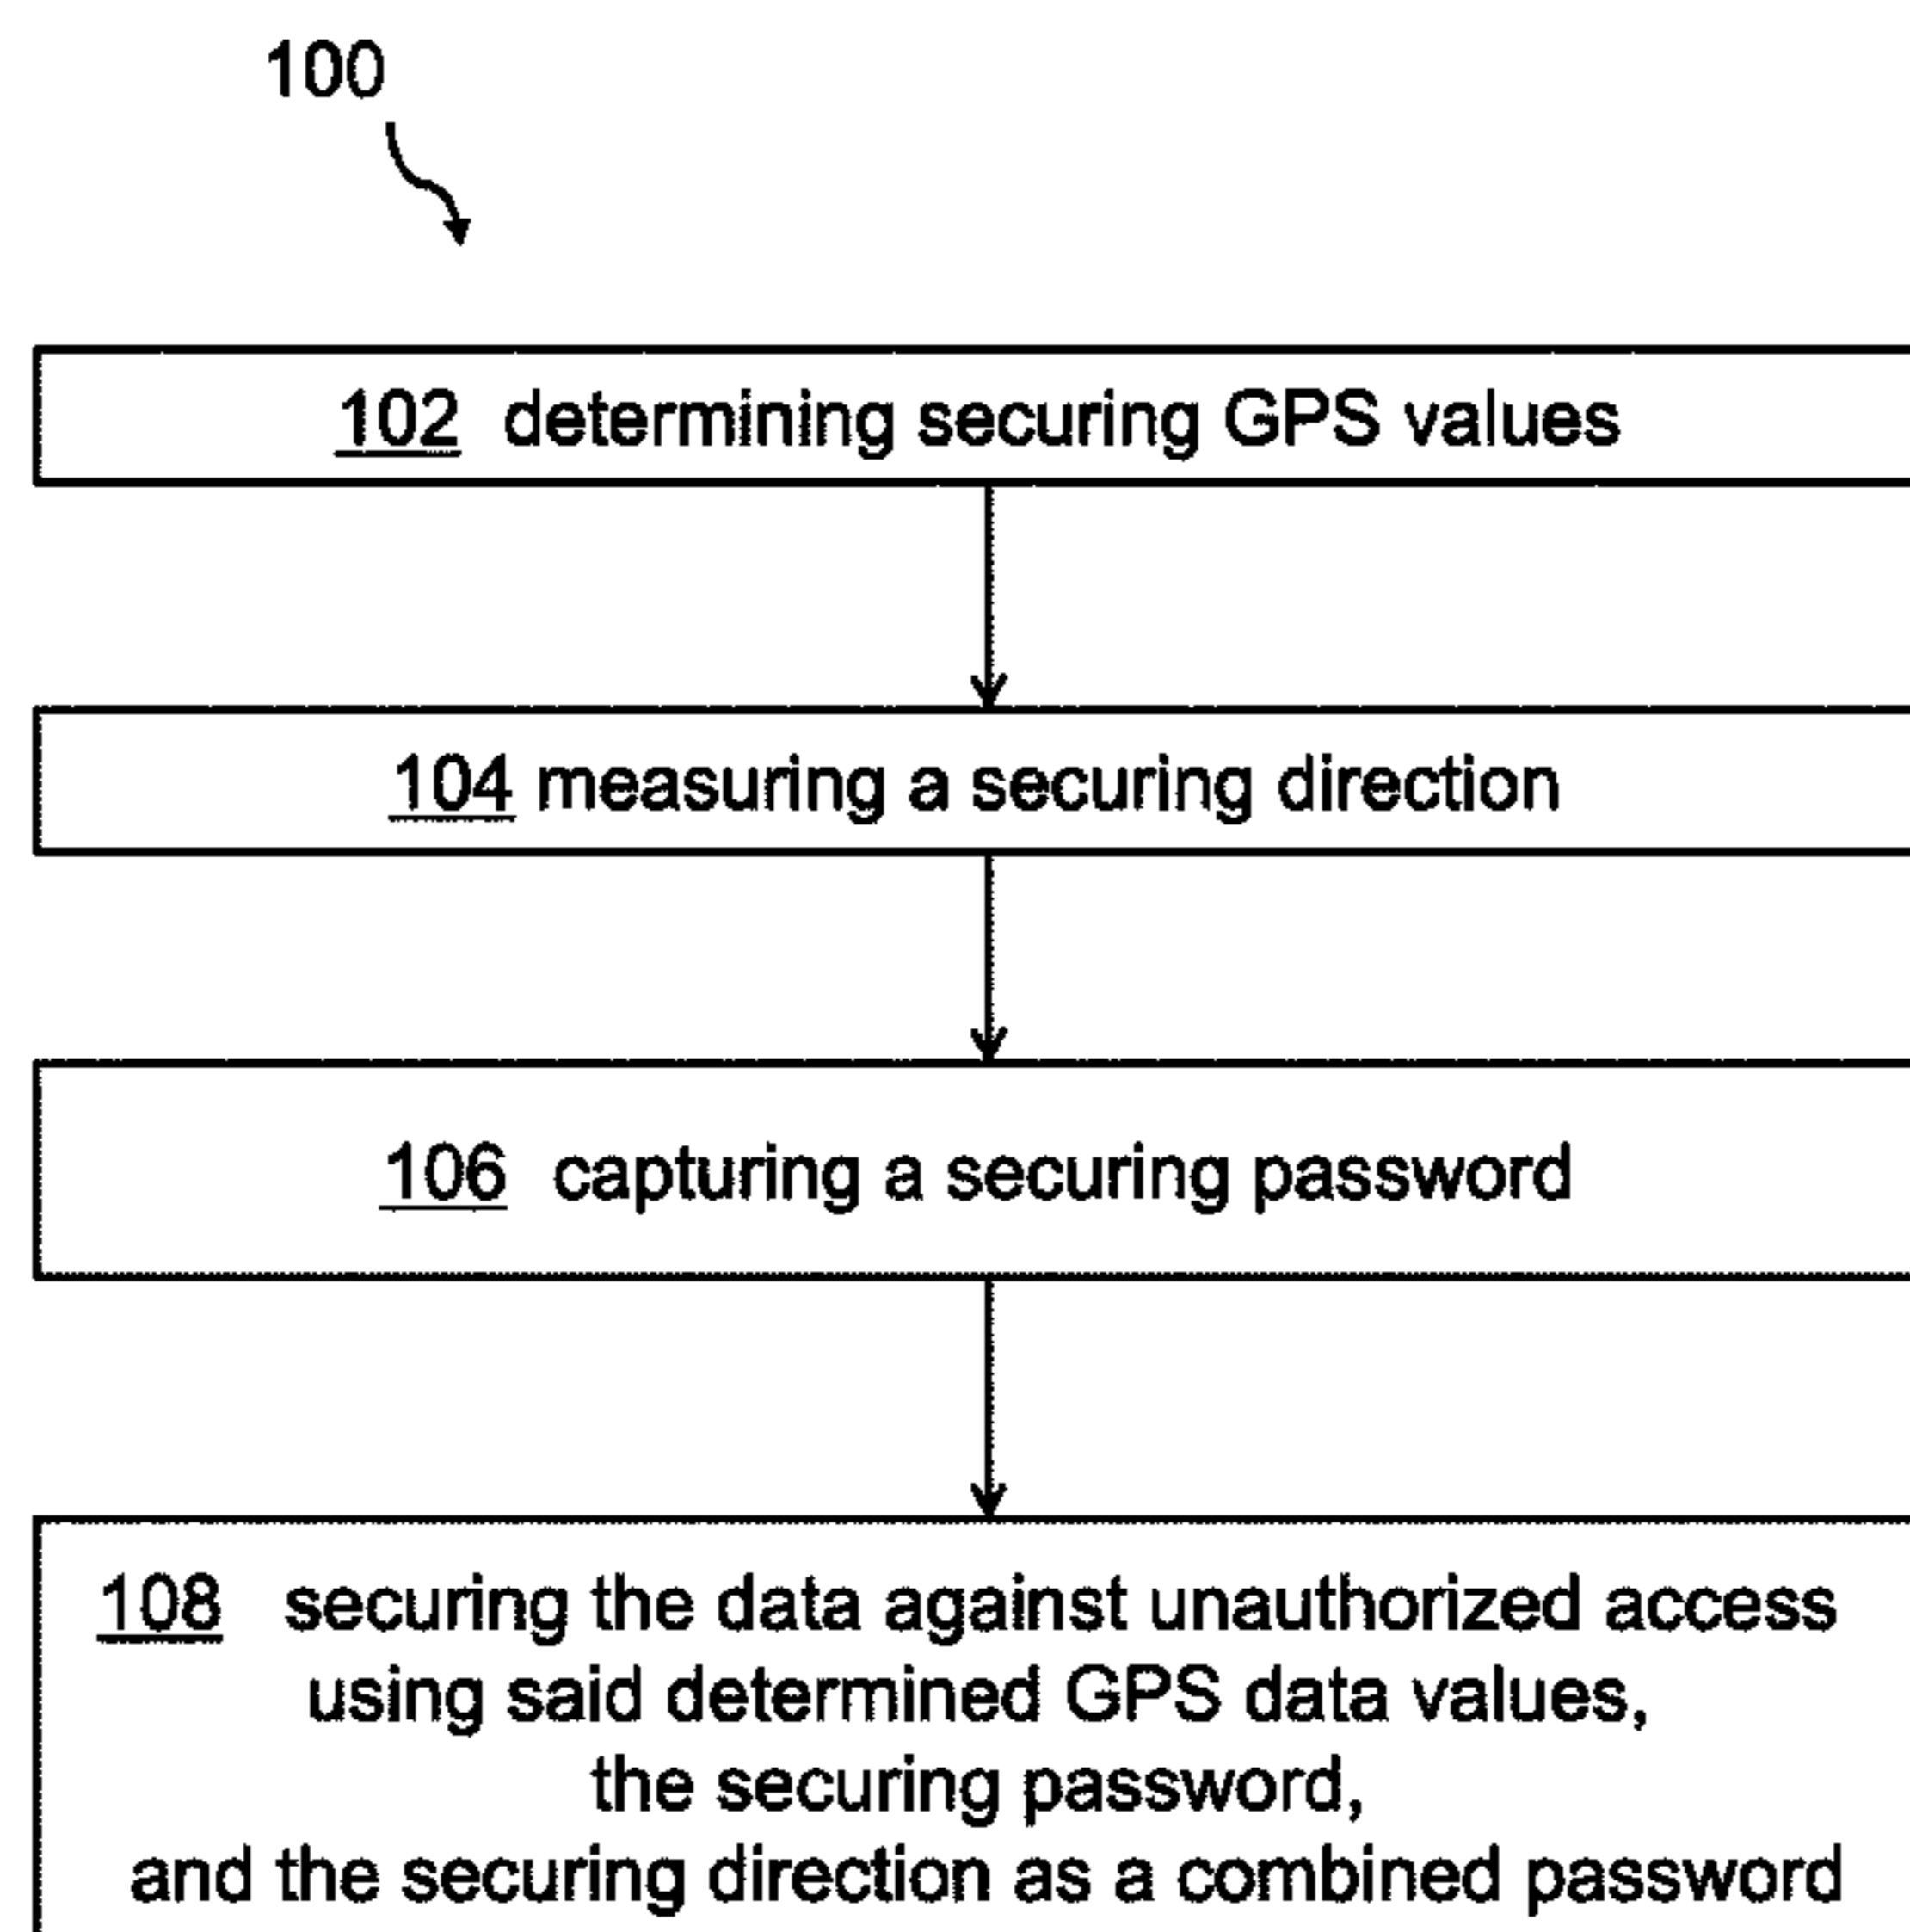 100
102 determining securing GPS values
104 measuring a securing direction
106 capturing a securing password
108 securing the data against unauthorized access
using said determined GPS data values,
the securing password,
and the securing direction as a combined password